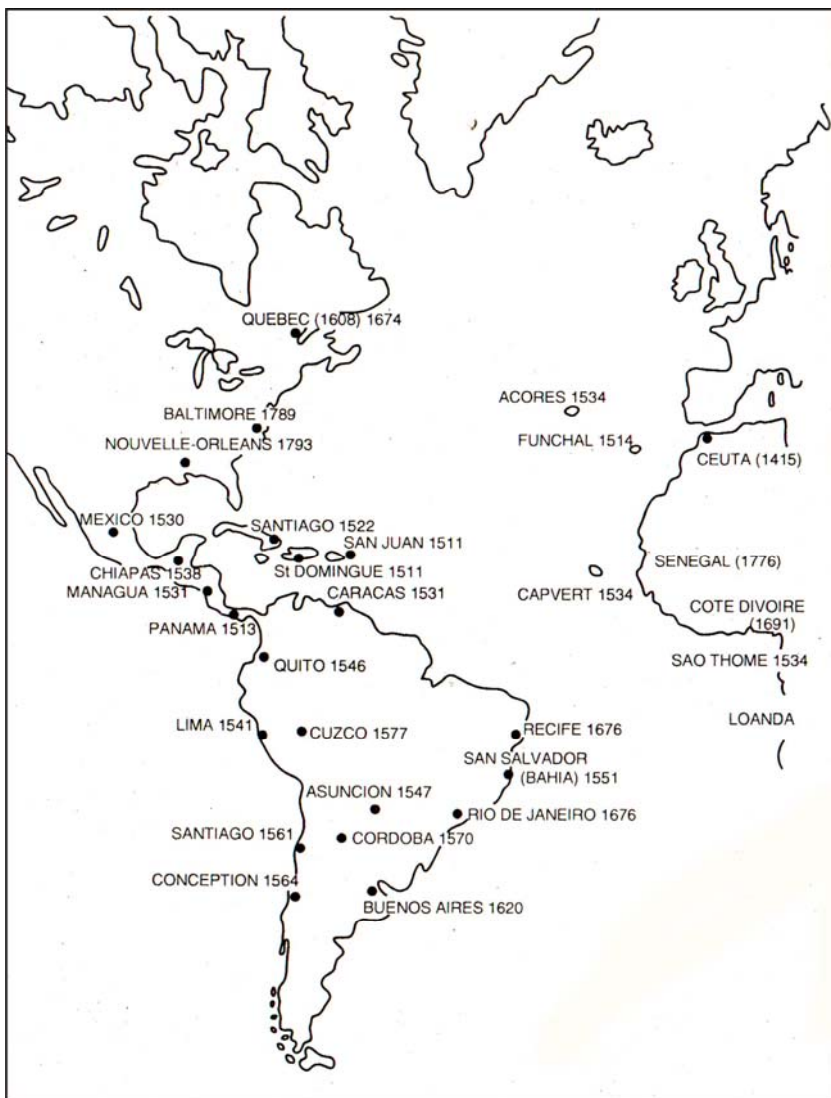 QUEBEC (1608) 1674
ACORES 1534
BALTIMORE 1789
FUNCHAL 1514
NOUVELLE-ORLEANS 1793
CEUTA (1415)
MEXICO 1530
SANTIAGO 1522
SAN JUAN 1511
SENEGAL (1776)
CHIAPAS 1538
St DOMINGUE 1511
MANAGUA 1531
CARACAS 1531
CAPVERT 1534
COTE DIVOIRE
(1691)
PANAMA 1513
QUITO 1546
SAO THOME 1534
LIMA 1541
CUZCO 1577
RECIFE 1676
LOANDA
SAN SALVADOR
(BAHIA) 1551
ASUNCION 1547
RIO DE JANEIRO 1676
SANTIAGO 1561
CORDOBA 1570
CONCEPTION 1564
BUENOS AIRES 1620